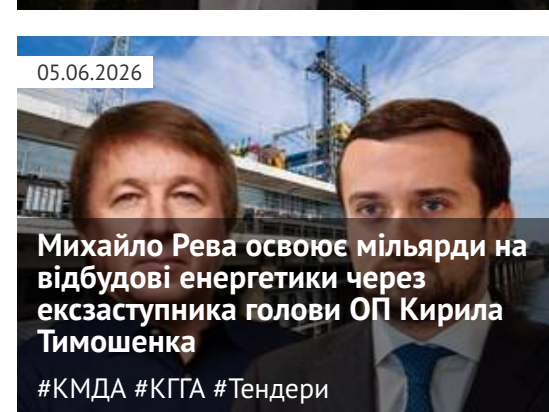 05.06.2026
Михайло Рева освоює мільярди на
відбудові енергетики через
ексзаступника голови ОП Кирила
Тимошенка
#КМДА #КГГА #Тендери